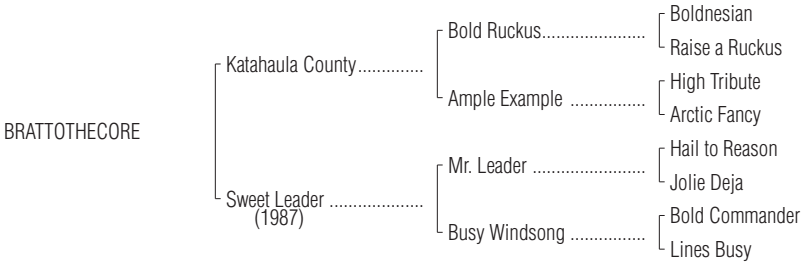 Boldnesian
Bold Ruckus......................
Raise a Ruckus
Katahaula County..............
High Tribute
Ample Example ................
Arctic Fancy
BRATTOTHECORE
Hail to Reason
Mr. Leader ........................
Jolie Deja
Sweet Leader ....................
(1987)
Bold Commander
Busy Windsong ................
Lines Busy